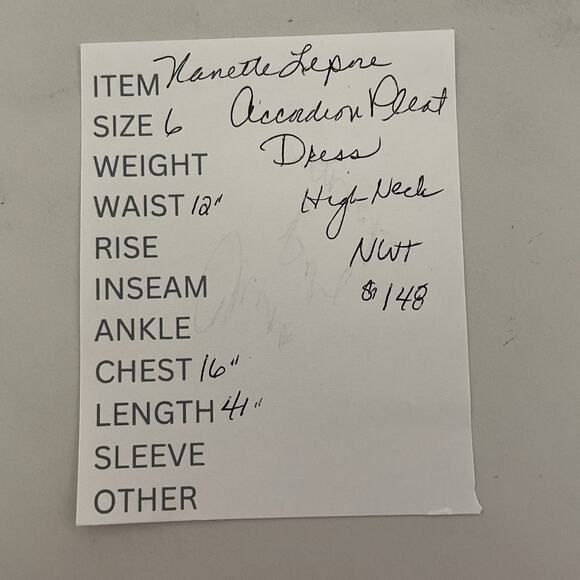 ITEM Nanette Lepore
SIZE 6 Accordion Pleat
Dress
WEIGHT
WAIST 12" High Neck
RISE NWT
INSEAM $148
ANKLE
CHEST 16"
LENGTH 41"
SLEEVE
OTHER